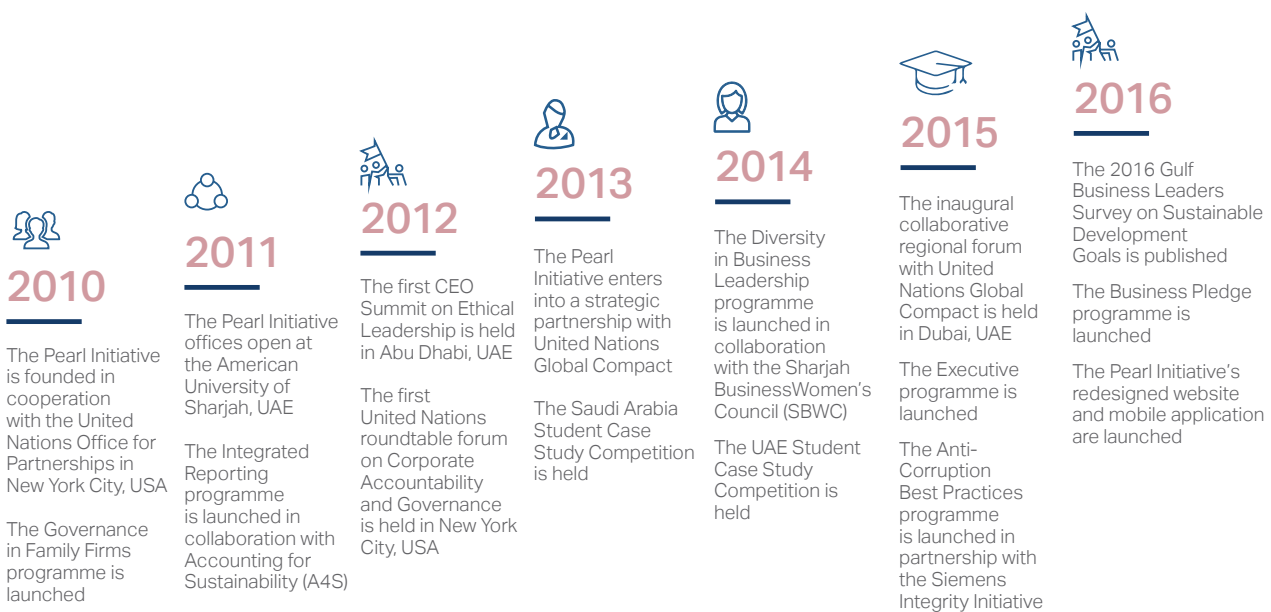 2010
The Pearl Initiative
is founded in
cooperation
with the United
Nations Office for
Partnerships in
New York City, USA
The Governance
in Family Firms
programme is
launched
2011
The Pearl Initiative
offices open at
the American
University of
Sharjah, UAE
The Integrated
Reporting
programme
is launched in
collaboration with
Accounting for
Sustainability (A4S)
2012
The first CEO
Summit on Ethical
Leadership is held
in Abu Dhabi, UAE
The first
United Nations
roundtable forum
on Corporate
Accountability
and Governance
is held in New York
City, USA
2013
The Pearl
Initiative enters
into a strategic
partnership with
United Nations
Global Compact
The Saudi Arabia
Student Case
Study Competition
is held
2014
The Diversity
in Business
Leadership
programme
is launched in
collaboration
with the Sharjah
BusinessWomen's
Council (SBWC)
The UAE Student
Case Study
Competition is
held
2015
The inaugural
collaborative
regional forum
with United
Nations Global
Compact is held
in Dubai, UAE
The Executive
programme is
launched
The Anti-
Corruption
Best Practices
programme
is launched in
partnership with
the Siemens
Integrity Initiative
2016
The 2016 Gulf
Business Leaders
Survey on Sustainable
Development
Goals is published
The Business Pledge
programme is
launched
The Pearl Initiative's
redesigned website
and mobile application
are launched